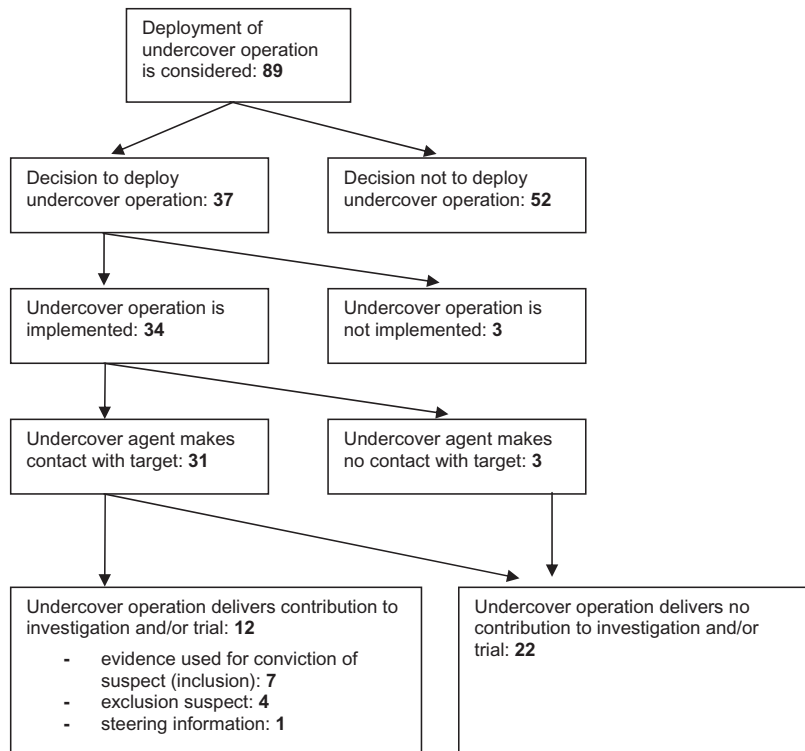 Deployment of
undercover operation
is considered: 89
Decision to deploy
undercover operation: 37
Decision not to deploy
undercover operation: 52
Undercover operation is
implemented: 34
Undercover operation is
not implemented: 3
Undercover agent makes
contact with target: 31
Undercover agent makes
no contact with target: 3
Undercover operation delivers contribution to
investigation and/or trial: 12
- evidence used for conviction of
suspect (inclusion): 7
- exclusion suspect: 4
- steering information: 1
Undercover operation delivers no
contribution to investigation and/or
trial: 22